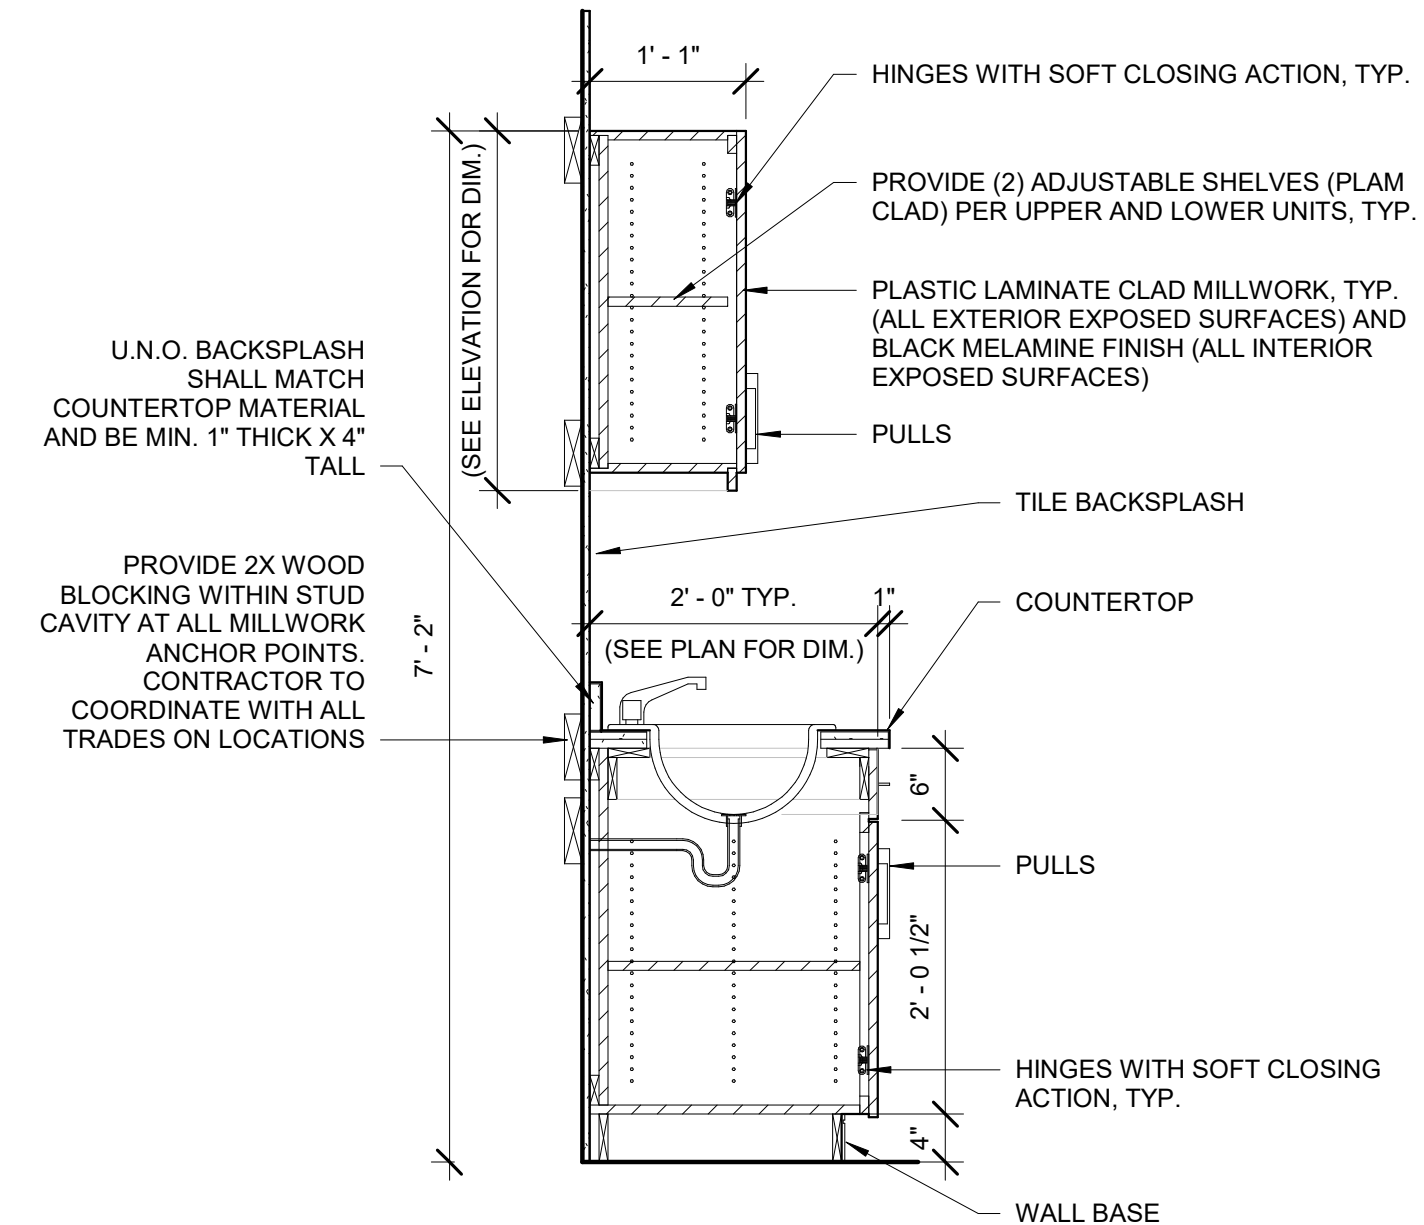 1' - 1"
HINGES WITH SOFT CLOSING ACTION, TYP.
PROVIDE (2) ADJUSTABLE SHELVES (PLAM
CLAD) PER UPPER AND LOWER UNITS, TYP.
(SEE ELEVATION FOR DIM.)
PLASTIC LAMINATE CLAD MILLWORK, TYP.
(ALL EXTERIOR EXPOSED SURFACES) AND
BLACK MELAMINE FINISH (ALL INTERIOR
EXPOSED SURFACES)
U.N.O. BACKSPLASH
SHALL MATCH
COUNTERTOP MATERIAL
AND BE MIN. 1" THICK X 4"
TALL
PULLS
TILE BACKSPLASH
PROVIDE 2X WOOD
BLOCKING WITHIN STUD
CAVITY AT ALL MILLWORK
ANCHOR POINTS.
CONTRACTOR TO
COORDINATE WITH ALL
TRADES ON LOCATIONS
7' - 2"
2' - 0" TYP.
1"
(SEE PLAN FOR DIM.)
COUNTERTOP
6"
PULLS
2' - 0 1/2"
HINGES WITH SOFT CLOSING
ACTION, TYP.
4"
WALL BASE